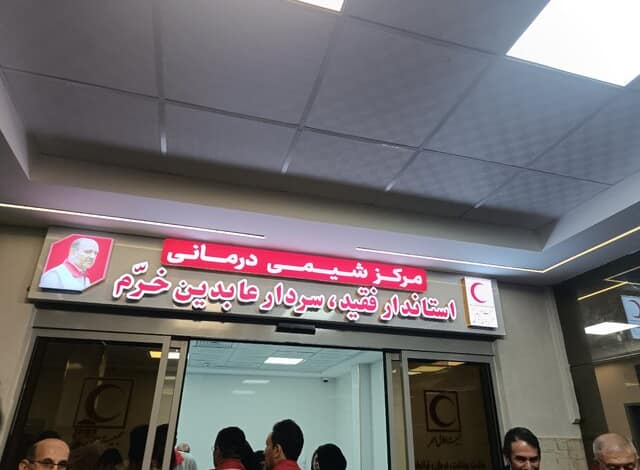 مرکز شیمی درمانی
استاندار فقید، سردار عابدین خرّم